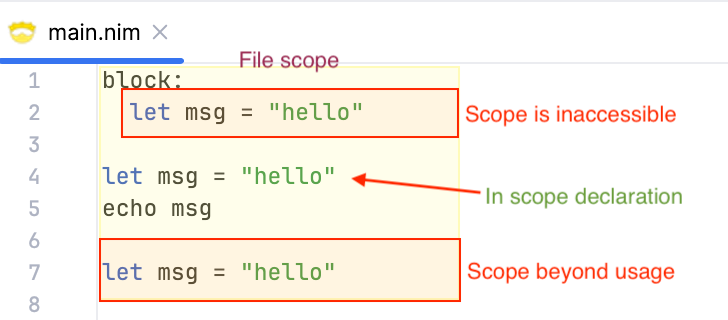 main.nim
File scope
1 block:
2 let msg = "hello" Scope is inaccessible
3
4 let msg = "hello"
In scope declaration
5 echo msg
6
7 let msg = "hello" Scope beyond usage
8